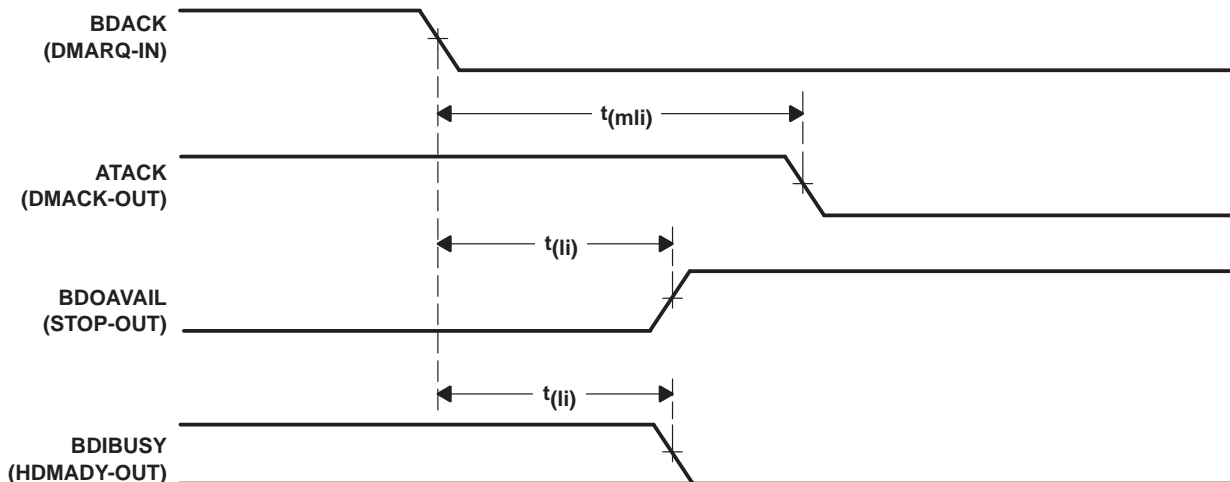 BDACK
(DMARQ-IN)
t(mli)
ATACK
(DMACK-OUT)
t(li)
BDOAVAIL
(STOP-OUT)
t(li)
BDIBUSY
(HDMADY-OUT)